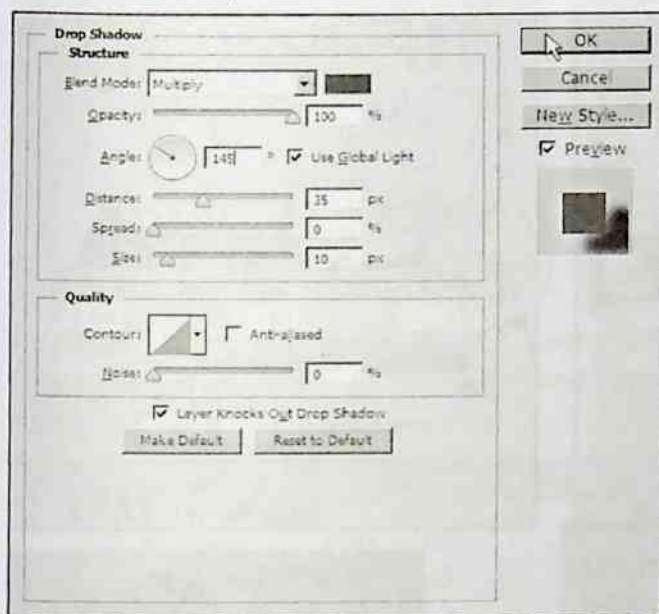 Drop Shadow
Structure
Blend Mode: Multiply
Opacity: 100 %
Angle: 145 ° Use Global Light
Distance: 35 px
Spread: 0 %
Size: 10 px
Quality
Contour: Anti-aliased
Noise: 0 %
Layer Knocks Out Drop Shadow
Make Default Reset to Default
OK
Cancel
New Style...
Preview